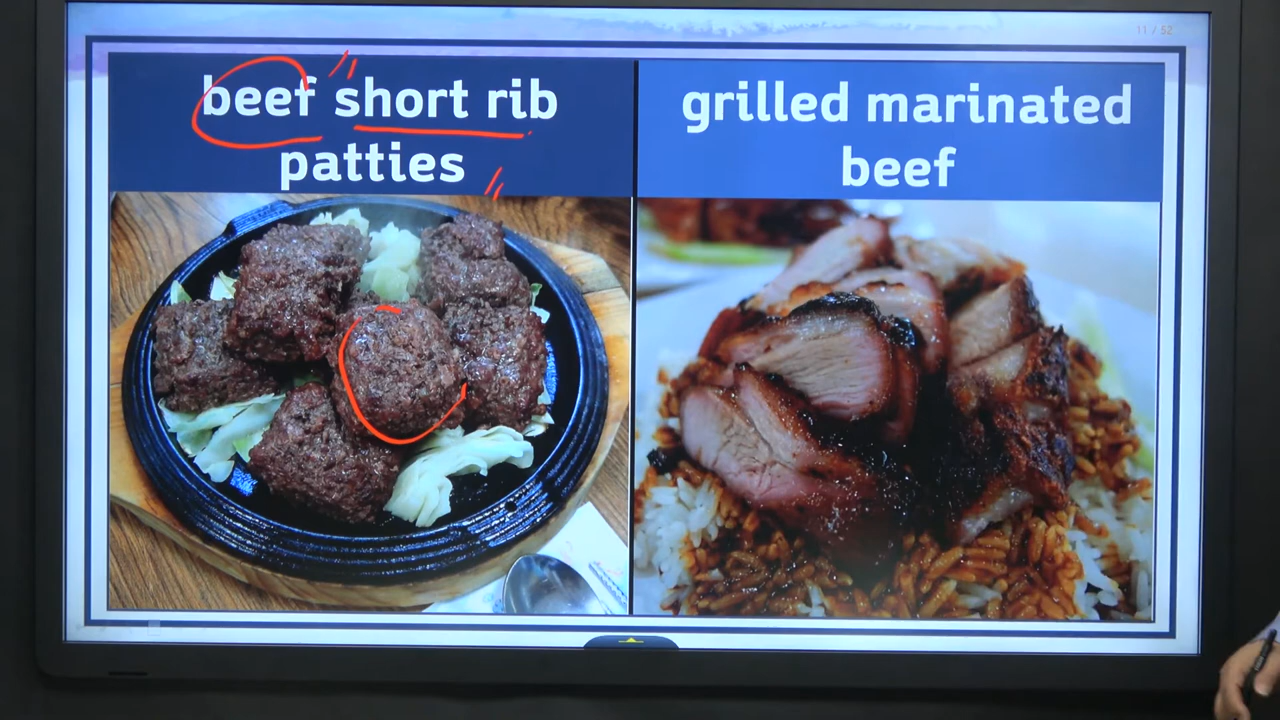 11 / 52
beef short rib
patties
grilled marinated
beef